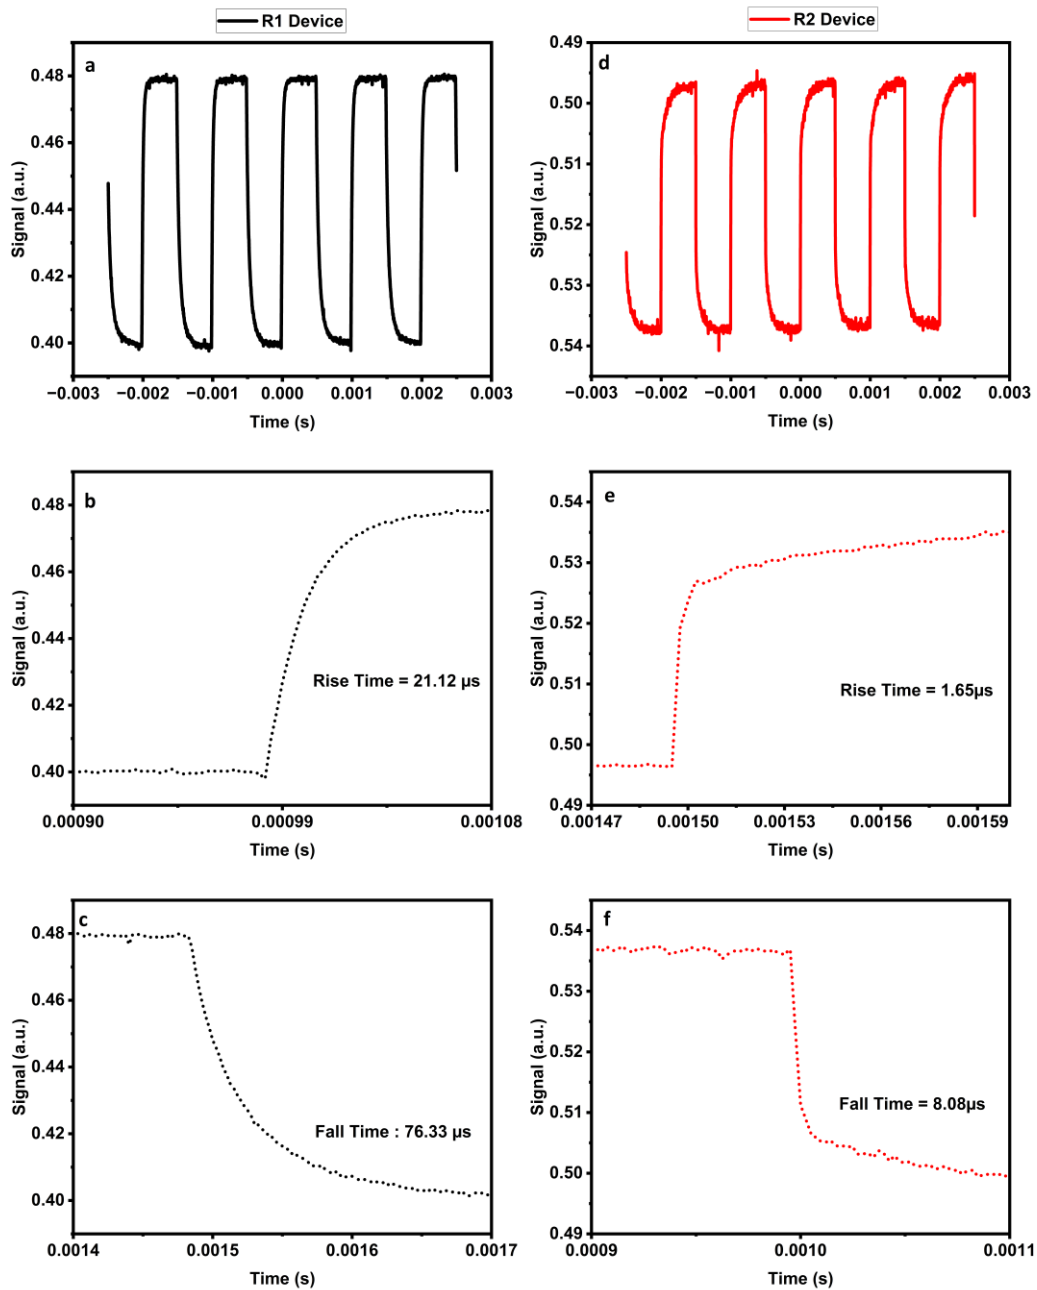 R1 Device
R2 Device
a
Signal (a.u.)
0.48
0.46
0.44
0.42
0.40
−0.003 −0.002 −0.001 0.000 0.001 0.002 0.003
Time (s)
d
Signal (a.u.)
0.49
0.50
0.51
0.52
0.53
0.54
−0.003 −0.002 −0.001 0.000 0.001 0.002 0.003
Time (s)
b
Signal (a.u.)
0.48
0.46
0.44
0.42
0.40
Rise Time = 21.12 µs
0.00090 0.00099 0.00108
Time (s)
e
Signal (a.u.)
0.54
0.53
0.52
0.51
0.50
0.49
Rise Time = 1.65µs
0.00147 0.00150 0.00153 0.00156 0.00159
Time (s)
c
Signal (a.u.)
0.48
0.46
0.44
0.42
0.40
Fall Time : 76.33 µs
0.0014 0.0015 0.0016 0.0017
Time (s)
f
Signal (a.u.)
0.54
0.53
0.52
0.51
0.50
0.49
Fall Time = 8.08µs
0.0009 0.0010 0.0011
Time (s)